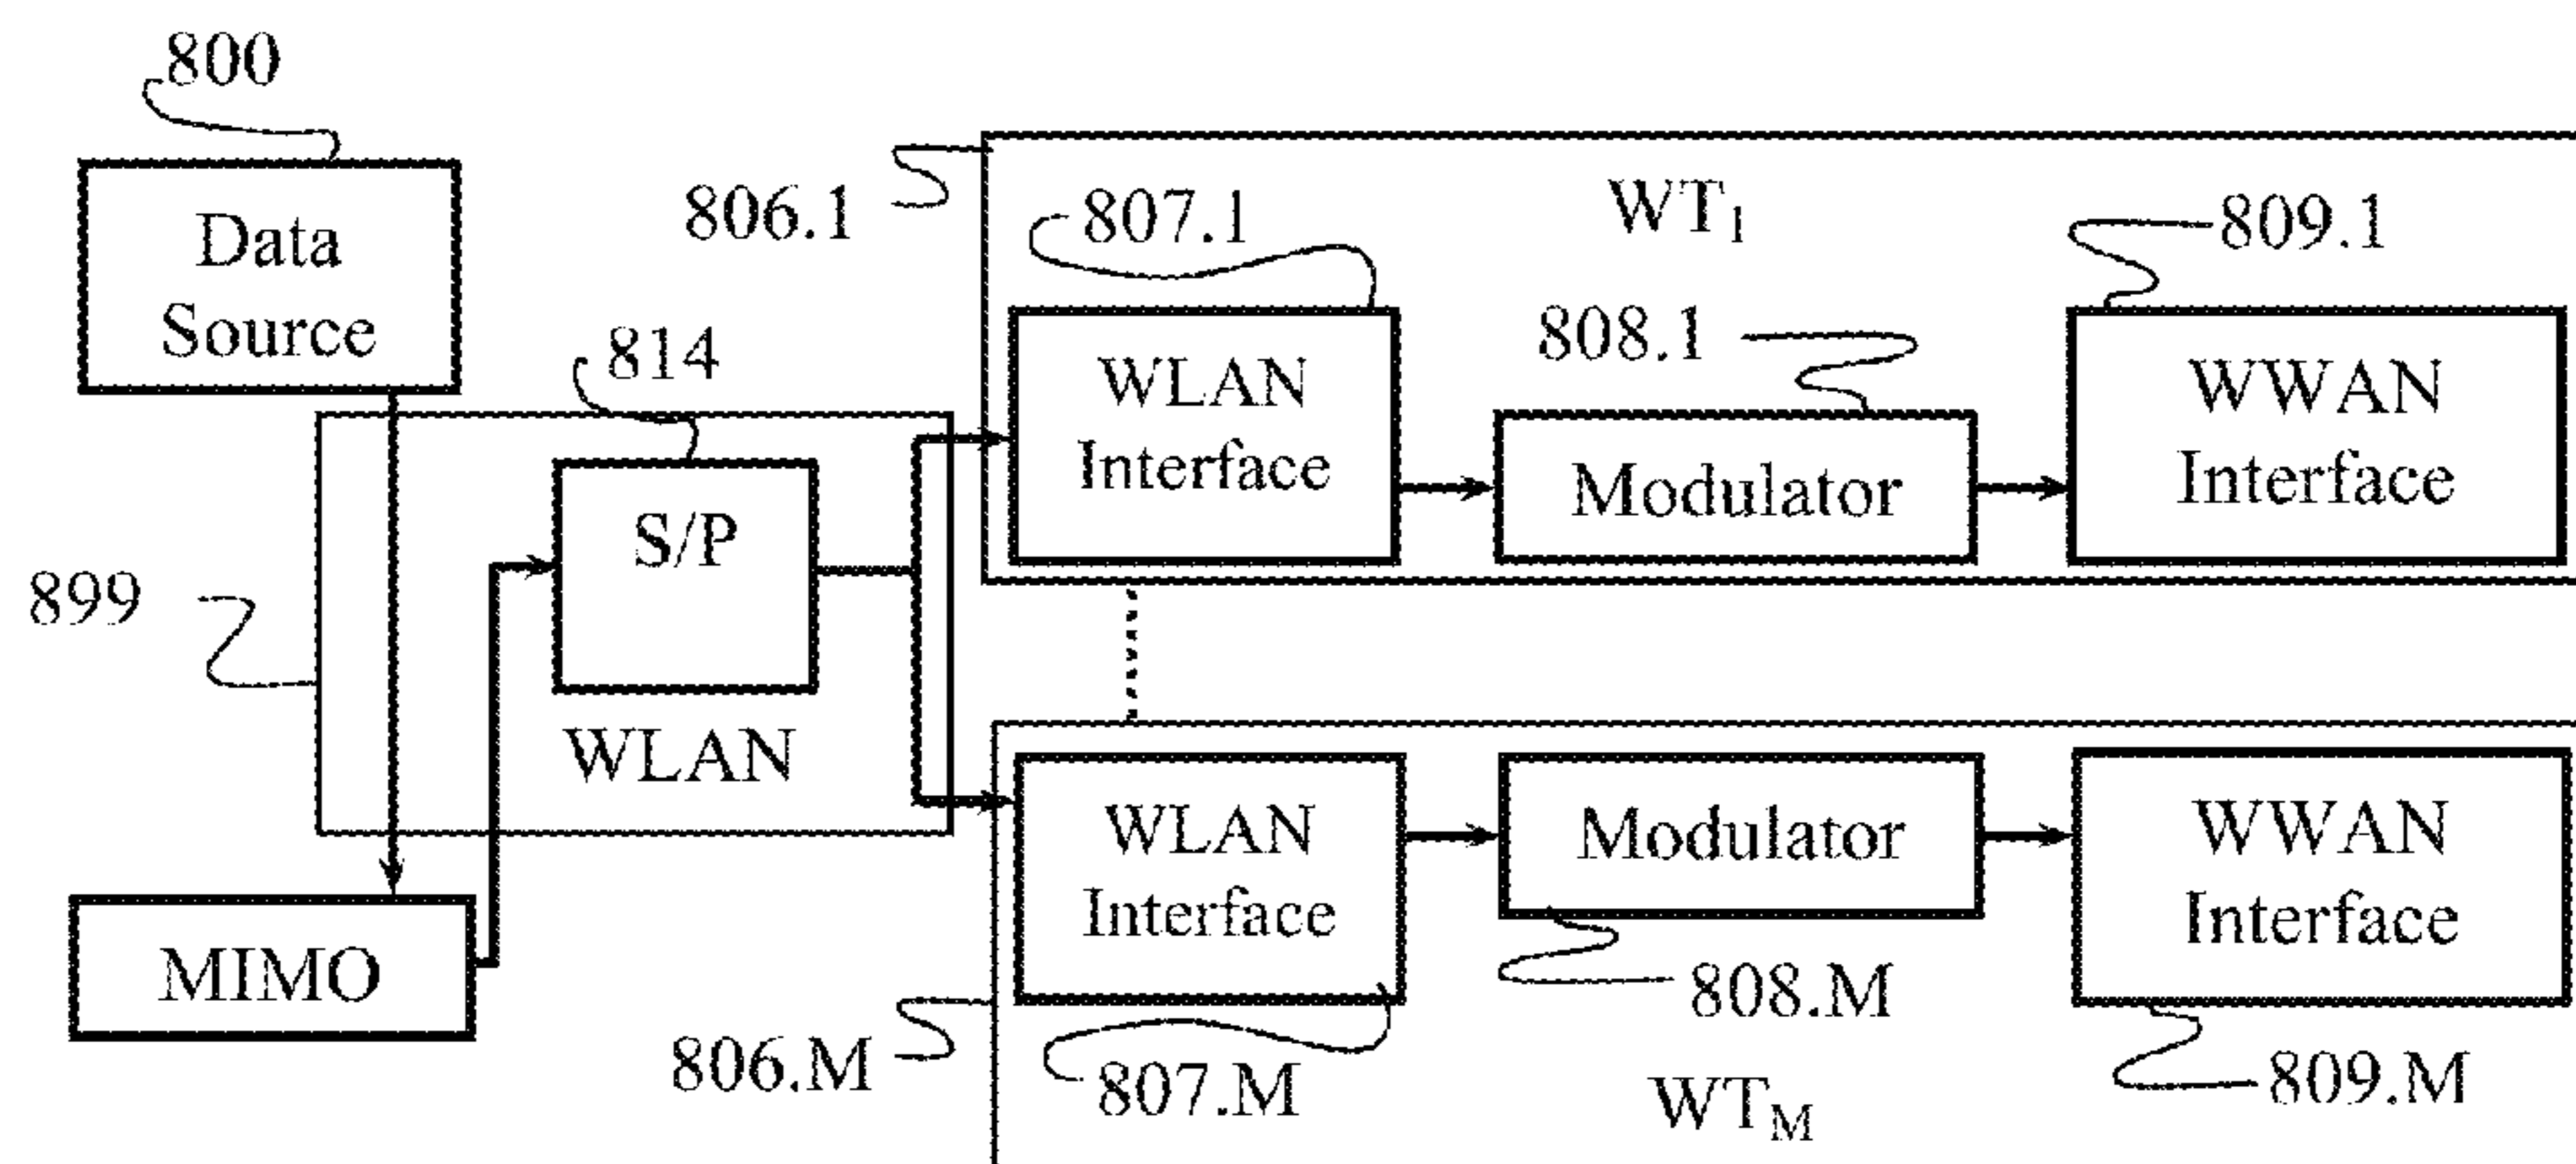 800
Data
Source
806.1
807.1
WT1
809.1
814
808.1
WLAN
Interface
Modulator
WWAN
Interface
S/P
899
WLAN
WLAN
Interface
Modulator
WWAN
Interface
MIMO
806.M
807.M
808.M
WTM
809.M